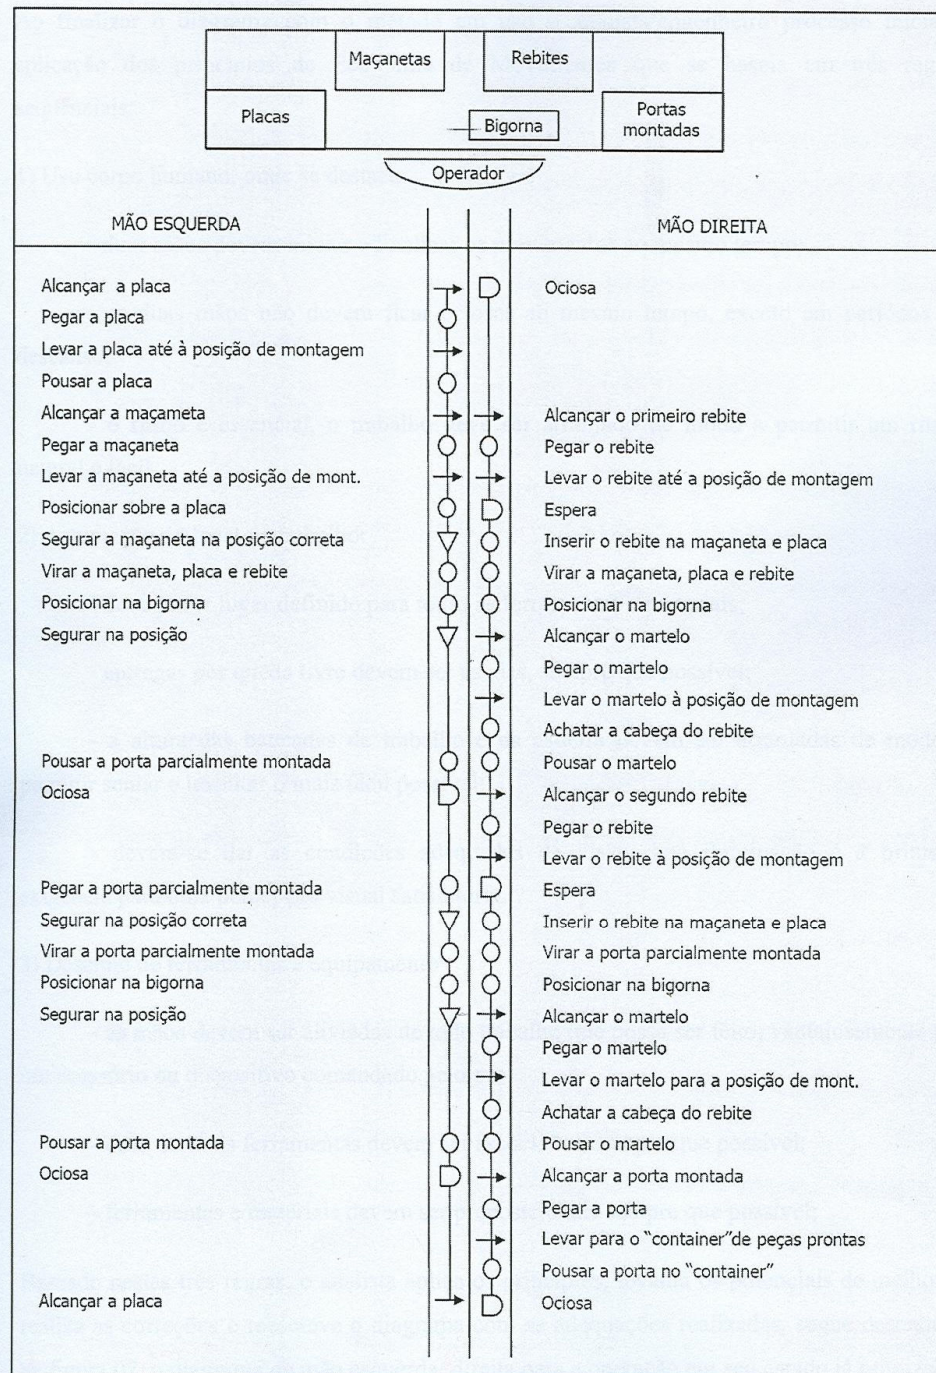 Maçanetas
Rebites
Placas
Bigorna
Portas
montadas
Operador
MÃO ESQUERDA
MÃO DIREITA
Alcançar a placa
Ociosa
Pegar a placa
Levar a placa até à posição de montagem
Pousar a placa
Alcançar a maçameta
Alcançar o primeiro rebite
Pegar a maçaneta
Pegar o rebite
Levar a maçaneta até a posição de mont.
Levar o rebite até a posição de montagem
Posicionar sobre a placa
Espera
Segurar a maçaneta na posição correta
Inserir o rebite na maçaneta e placa
Virar a maçaneta, placa e rebite
Virar a maçaneta, placa e rebite
Posicionar na bigorna
Posicionar na bigorna
Segurar na posição
Alcançar o martelo
Pegar o martelo
Levar o martelo à posição de montagem
Achatar a cabeça do rebite
Pousar a porta parcialmente montada
Pousar o martelo
Ociosa
Alcançar o segundo rebite
Pegar o rebite
Levar o rebite à posição de montagem
Pegar a porta parcialmente montada
Espera
Segurar na posição correta
Inserir o rebite na maçaneta e placa
Virar a porta parcialmente montada
Virar a porta parcialmente montada
Posicionar na bigorna
Posicionar na bigorna
Segurar na posição
Alcançar o martelo
Pegar o martelo
Levar o martelo para a posição de mont.
Achatar a cabeça do rebite
Pousar a porta montada
Pousar o martelo
Ociosa
Alcançar a porta montada
Pegar a porta
Levar para o "container"de peças prontas
Pousar a porta no "container"
Alcançar a placa
Ociosa